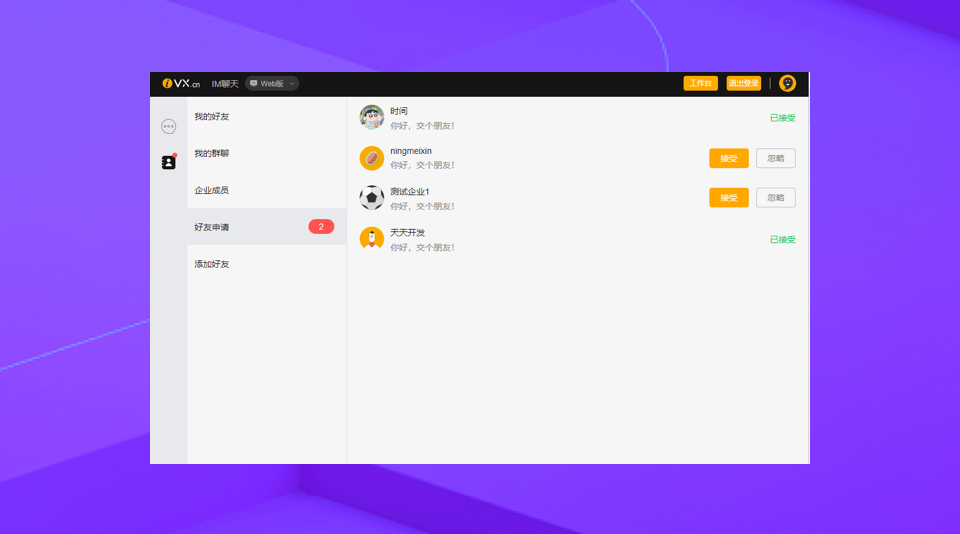 iVX.cn IM聊天 Web版 工作台 退出登录
我的好友
我的群聊
企业成员
好友申请 2
添加好友
时间
你好，交个朋友！
已接受
ningmeixin
你好，交个朋友！
接受 忽略
测试企业1
你好，交个朋友！
接受 忽略
天天开发
你好，交个朋友！
已接受